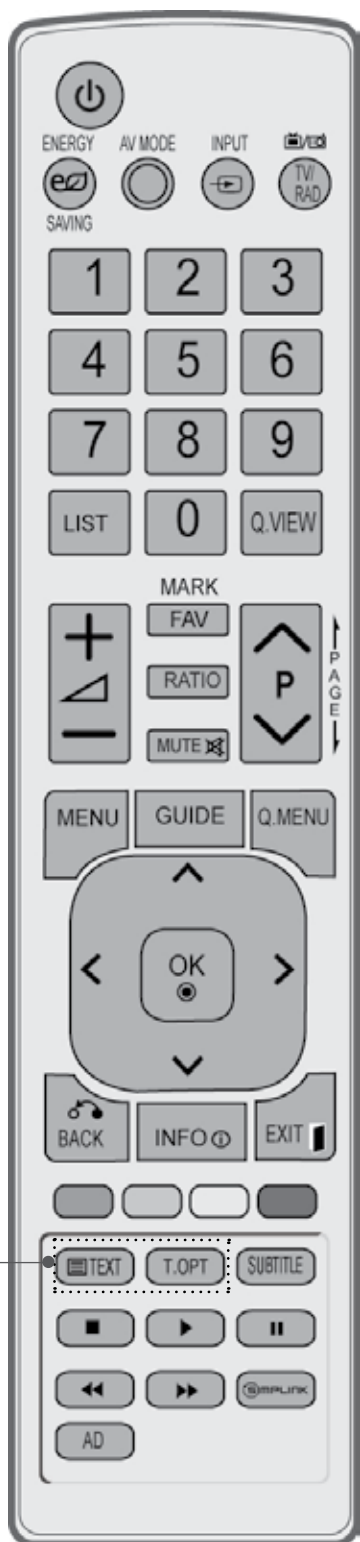 ENERGY AV MODE INPUT
TV/
RAD
SAVING
1 2 3
4 5 6
7 8 9
LIST 0 Q.VIEW
MARK
FAV
P
RATIO
MUTE
PAGE
MENU GUIDE Q.MENU
OK
BACK INFO EXIT
TEXT T.OPT SUBTITLE
SIMPLINK
AD